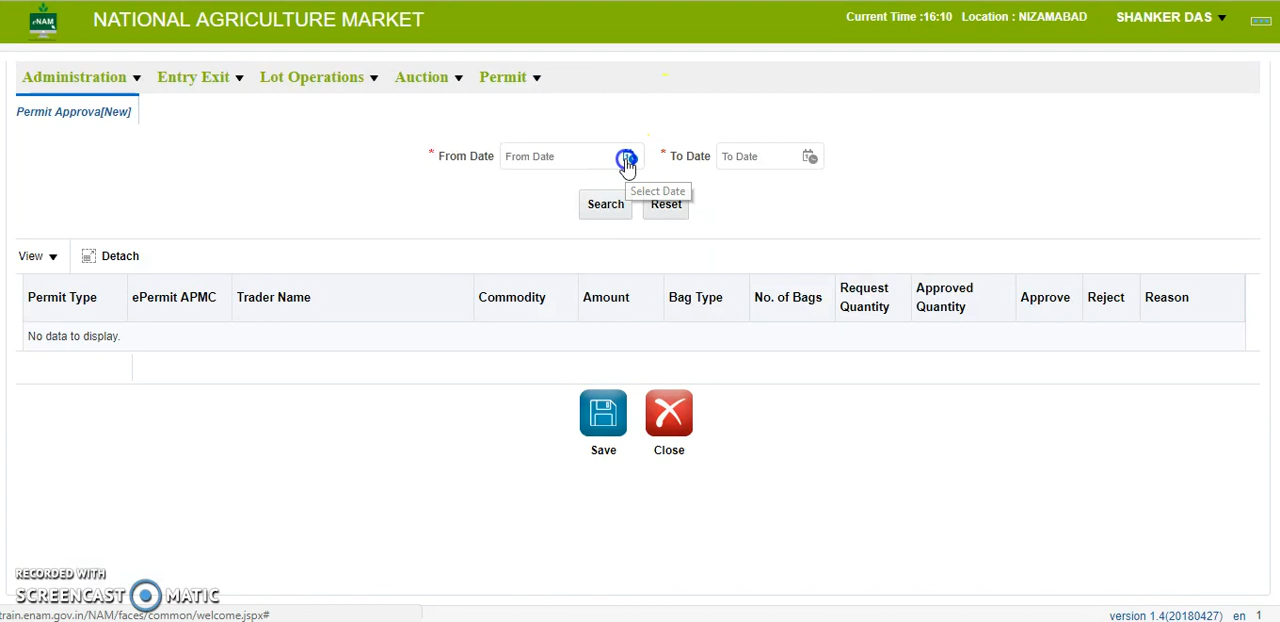 eNAM
NATIONAL AGRICULTURE MARKET
Current Time :16:10 Location : NIZAMABAD
SHANKER DAS
Administration Entry Exit Lot Operations Auction Permit
Permit Approva[New]
* From Date From Date * To Date To Date
Select Date
Search Reset
View Detach
Permit Type ePermit APMC Trader Name Commodity Amount Bag Type No. of Bags Request Quantity Approved Quantity Approve Reject Reason
No data to display.
Save Close
RECORDED WITH
SCREENCAST MATIC
train.enam.gov.in/NAM/faces/common/welcome.jspx#
version 1.4(20180427) en 1